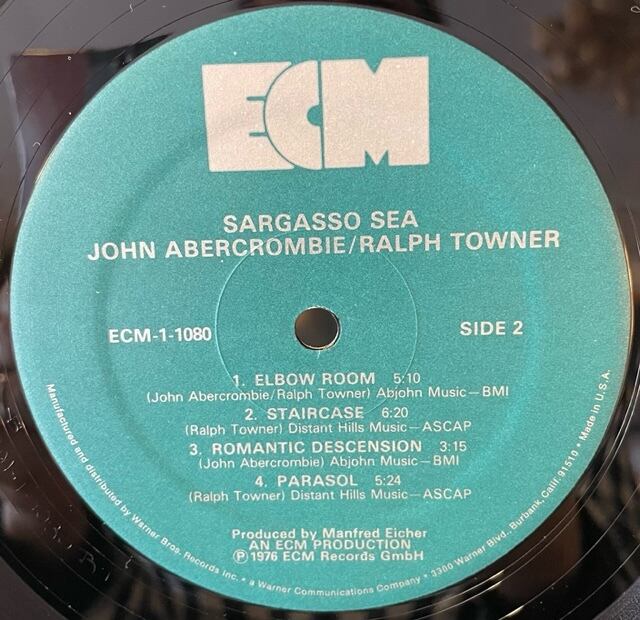 ECM
SARGASSO SEA
JOHN ABERCROMBIE/RALPH TOWNER
ECM-1-1080
SIDE 2
1. ELBOW ROOM 5:10
(John Abercrombie/Ralph Towner) Abjohn Music—BMI
2. STAIRCASE 6:20
(Ralph Towner) Distant Hills Music—ASCAP
3. ROMANTIC DESCENSION 3:15
(John Abercrombie) Abjohn Music—BMI
4. PARASOL 5:24
(Ralph Towner) Distant Hills Music—ASCAP
Produced by Manfred Eicher
AN ECM PRODUCTION
℗ 1976 ECM Records GmbH
Manufactured and distributed by Warner Bros. Records Inc. • a Warner Communications Company • 3300 Warner Blvd., Burbank, Calif. 91510 • Made in U.S.A.